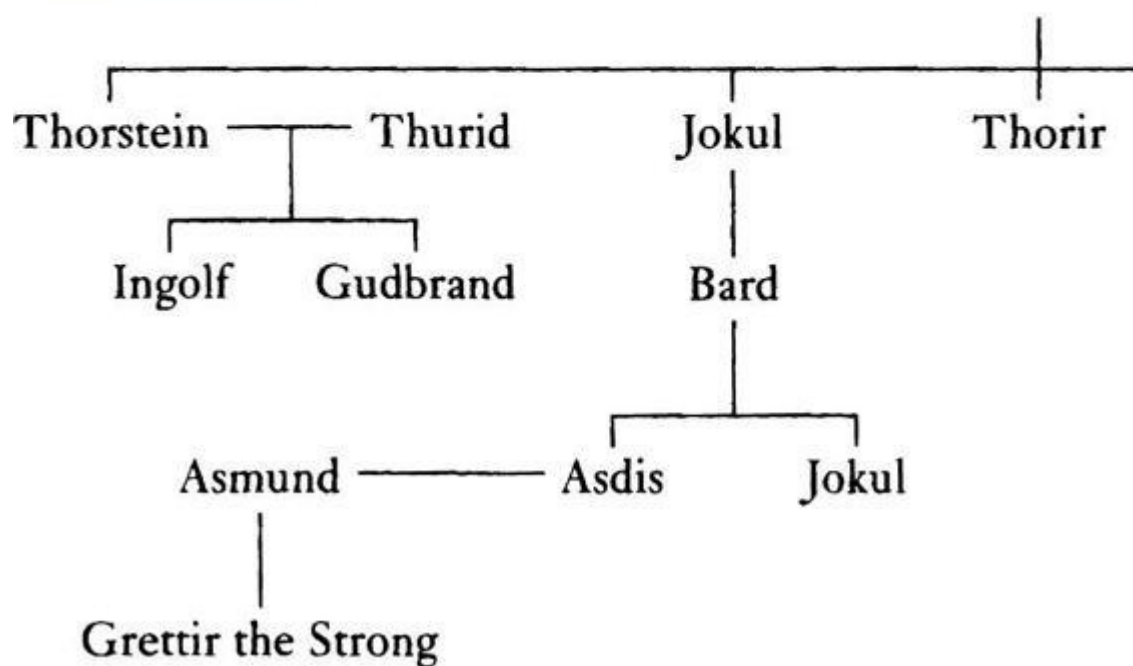 Thorstein Thurid Jokul Thorir
Ingolf Gudbrand Bard
Asmund Asdis Jokul
Grettir the Strong